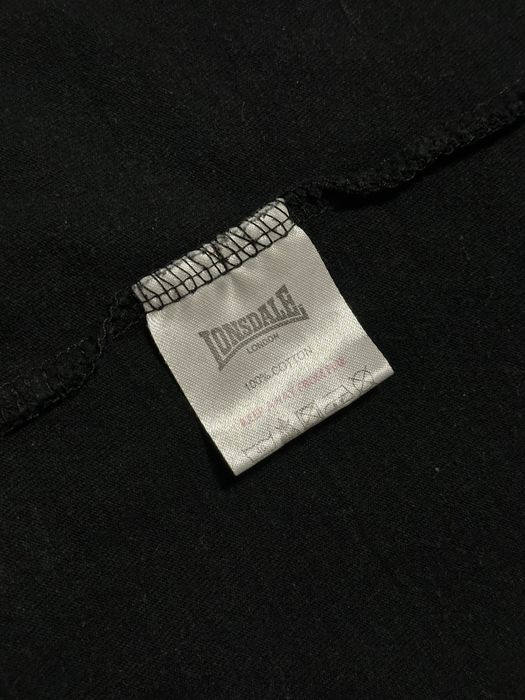 LONSDALE
LONDON
100% COTTON
KEEP AWAY FROM FIRE